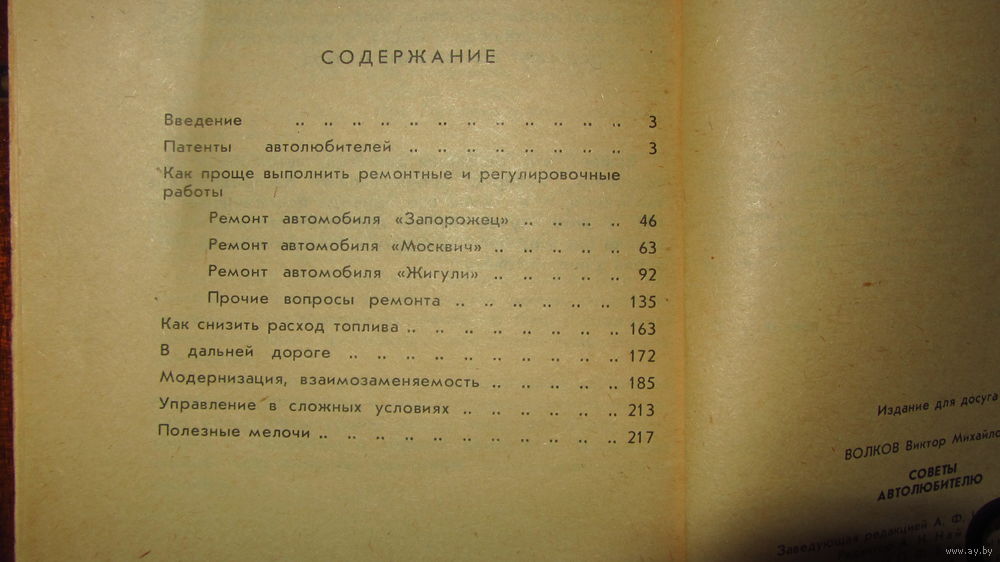 СОДЕРЖАНИЕ
Введение .. .. .. .. .. .. .. .. .. .. .. .. 3
Патенты автолюбителей .. .. .. .. .. .. .. .. 3
Как проще выполнить ремонтные и регулировочные
работы
Ремонт автомобиля «Запорожец» .. .. .. .. 46
Ремонт автомобиля «Москвич» .. .. .. .. .. 63
Ремонт автомобиля «Жигули» .. .. .. .. .. 92
Прочие вопросы ремонта .. .. .. .. .. .. 135
Как снизить расход топлива .. .. .. .. .. .. .. .. 163
В дальней дороге .. .. .. .. .. .. .. .. .. .. 172
Модернизация, взаимозаменяемость .. .. .. .. .. 185
Управление в сложных условиях .. .. .. .. .. .. 213
Полезные мелочи .. .. .. .. .. .. .. .. .. .. .. 217
Издание для досуга
ВОЛКОВ Виктор
СОВЕТЫ
АВТОЛЮБИТЕЛЮ
Заведующая редакцией А. Ф.
www.ay.by